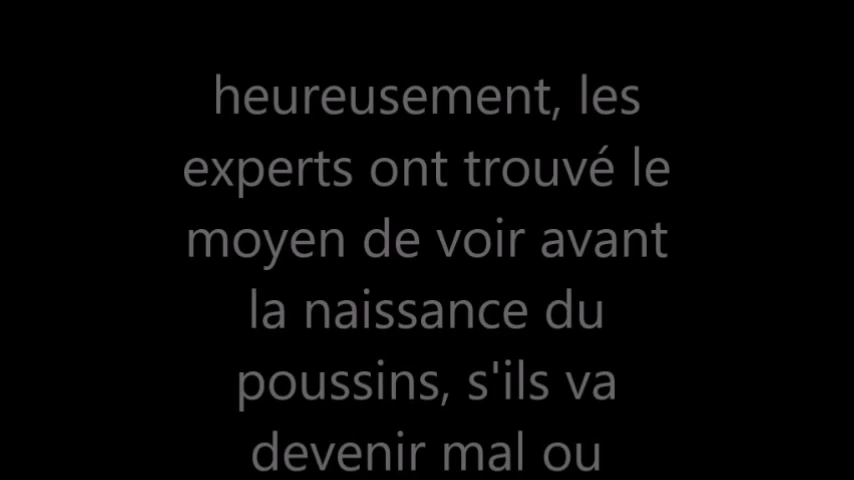 heureusement, les
experts ont trouvé le
moyen de voir avant
la naissance du
poussins, s'ils va
devenir mal ou